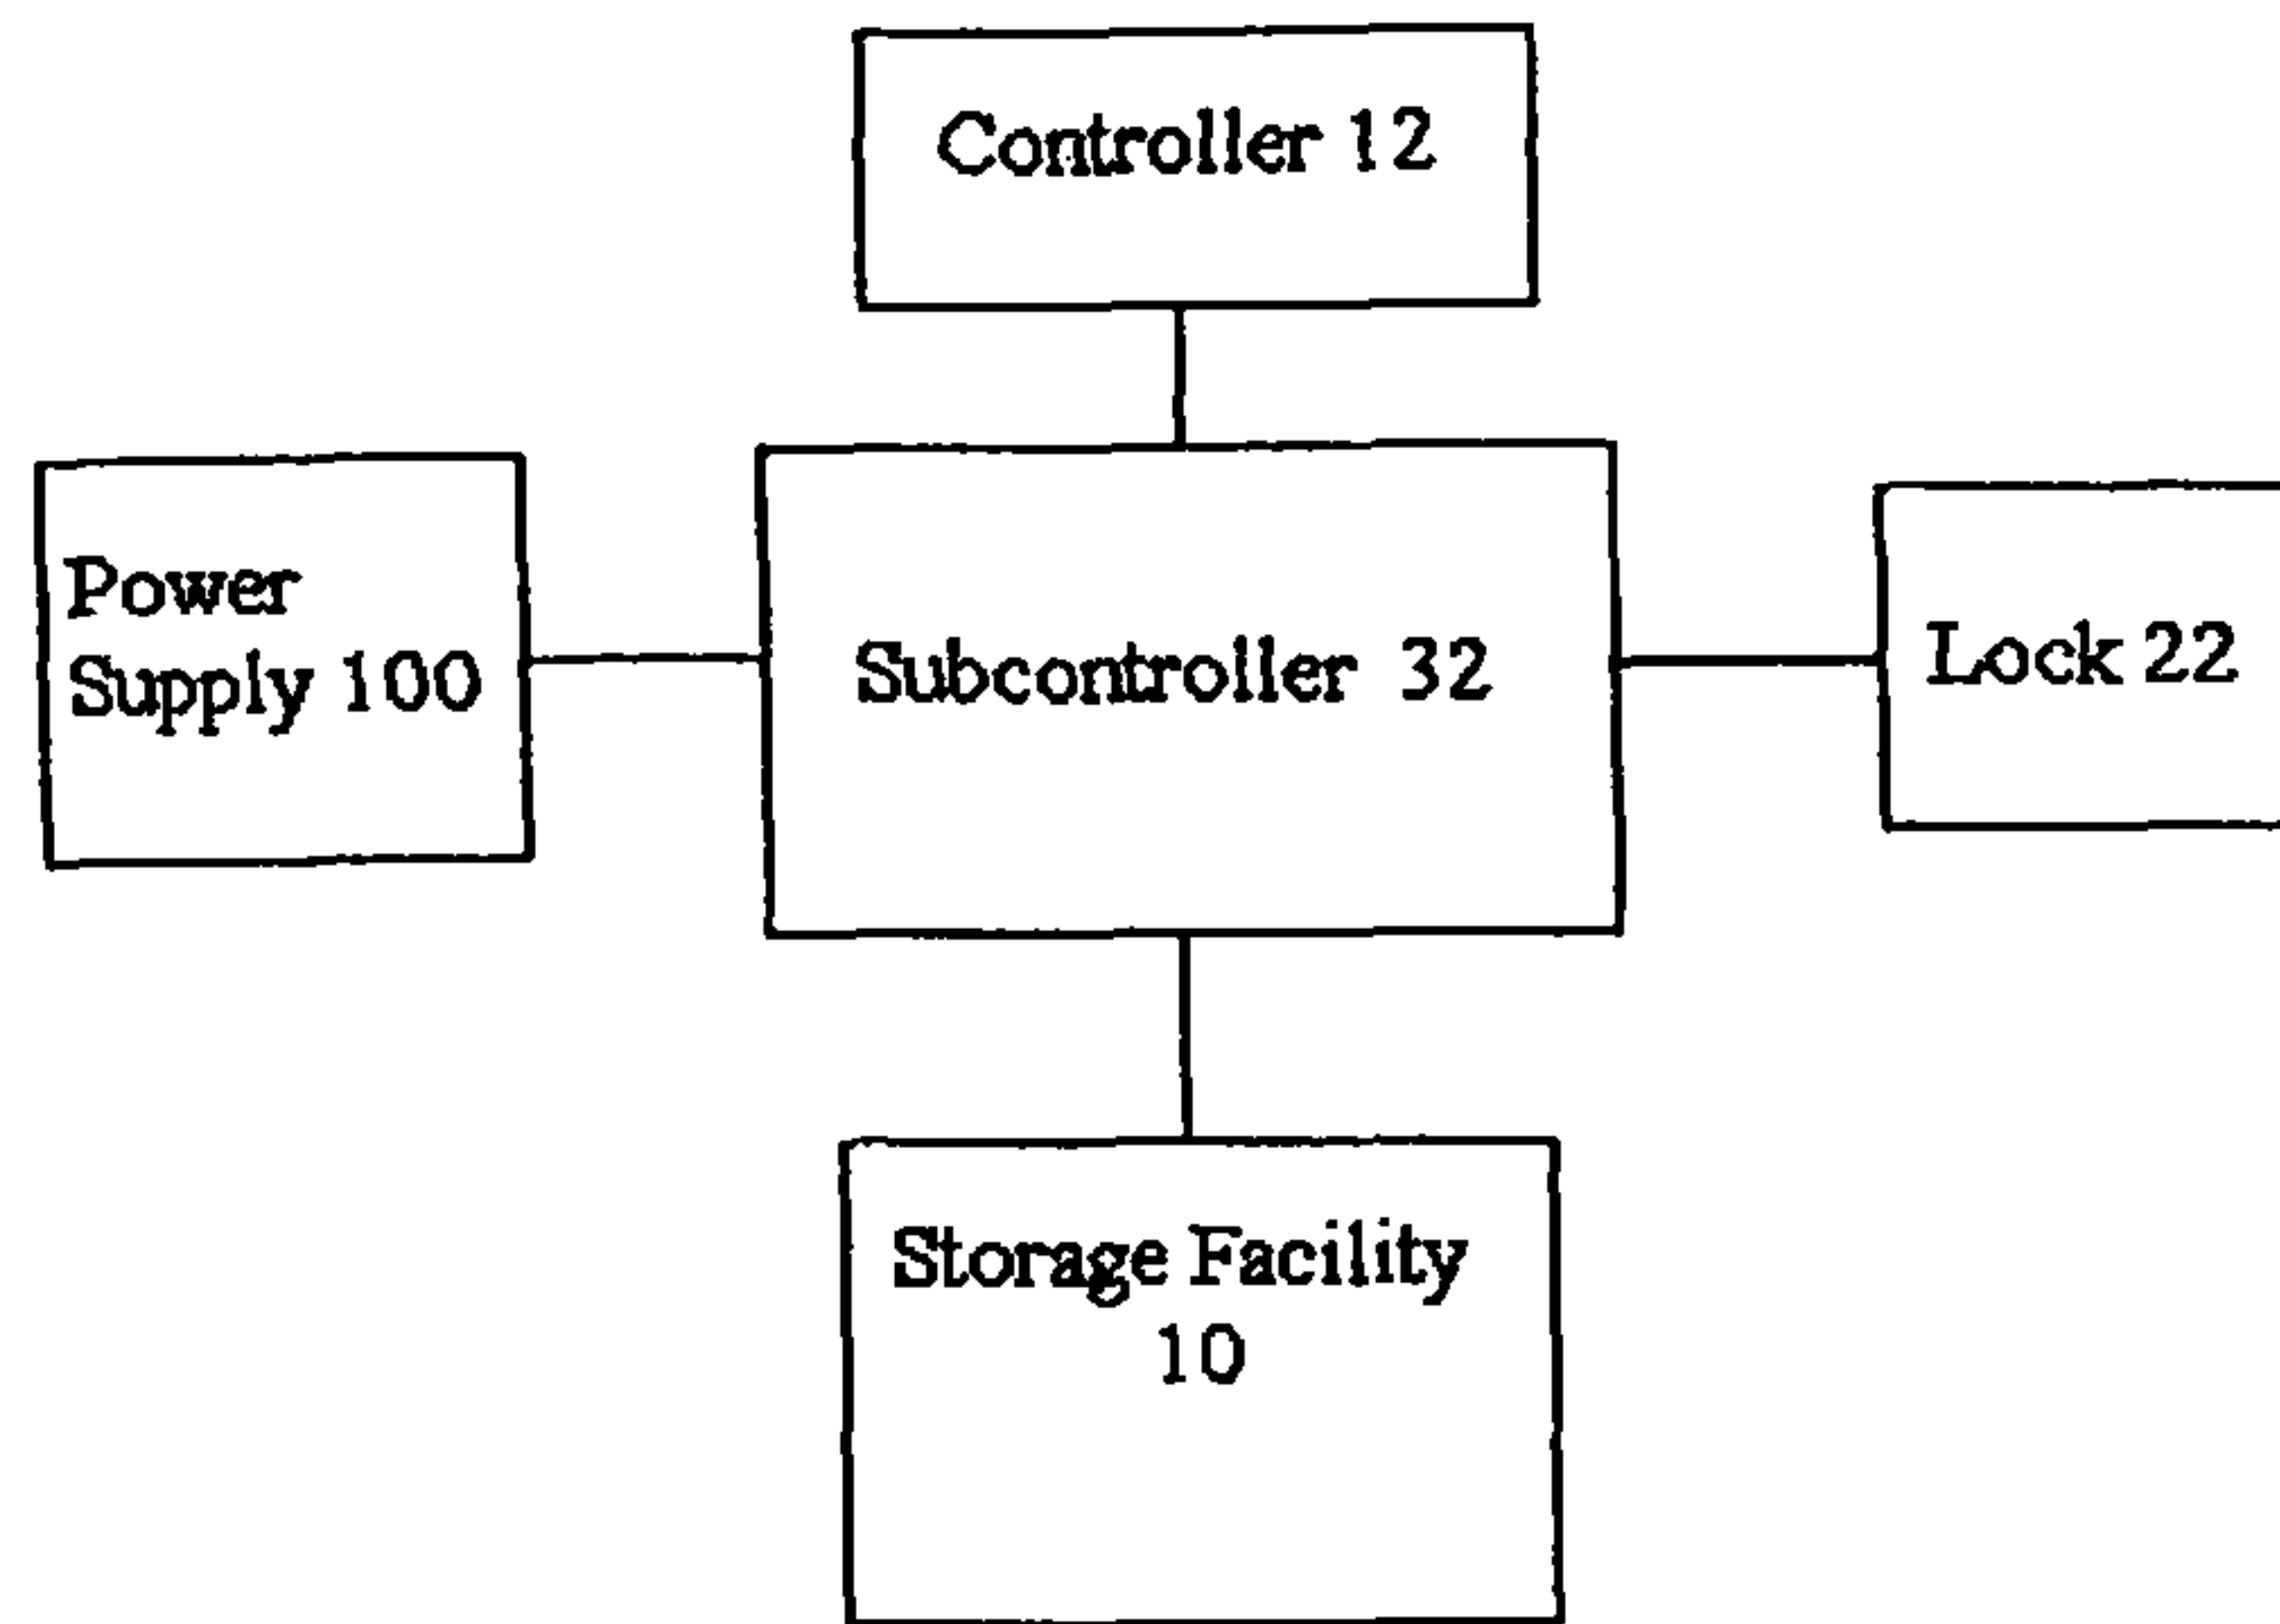 Controller 12
Power
Supply 100
Subcontroller 32
Lock 22
Storage Facility
10